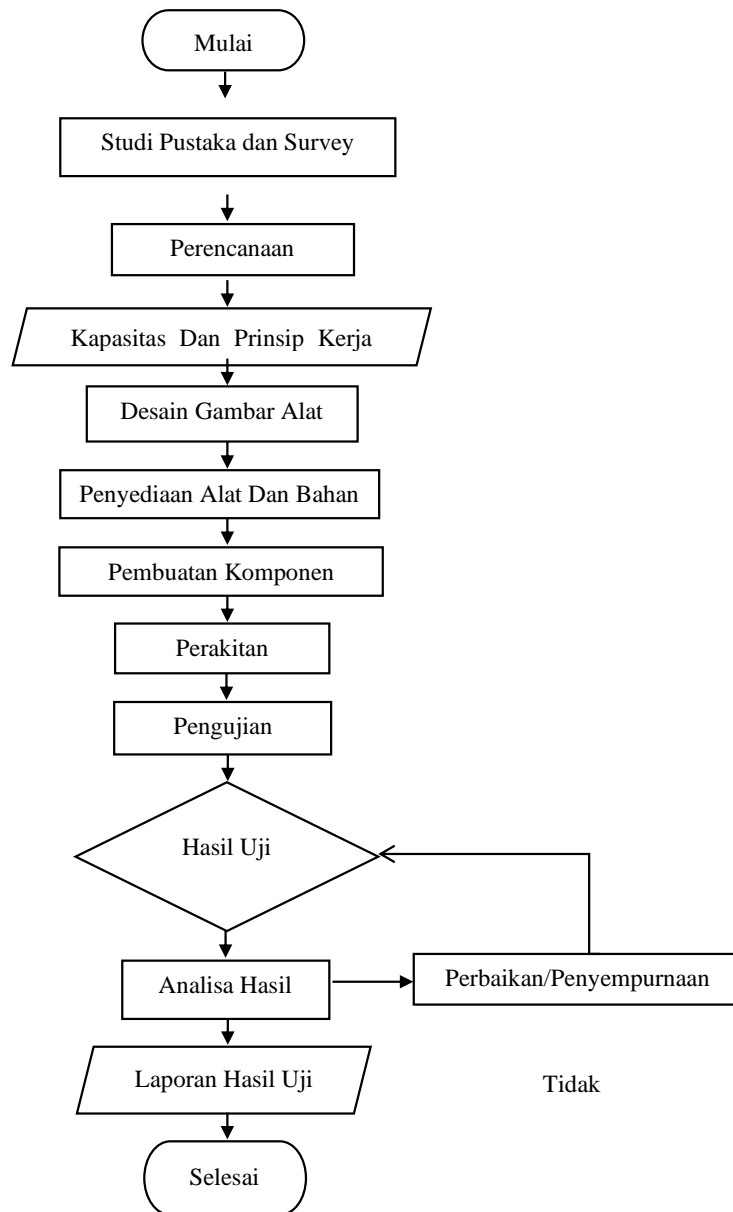 Mulai
Studi Pustaka dan Survey
Perencanaan
Kapasitas Dan Prinsip Kerja
Desain Gambar Alat
Penyediaan Alat Dan Bahan
Pembuatan Komponen
Perakitan
Pengujian
Hasil Uji
Analisa Hasil
Perbaikan/Penyempurnaan
Laporan Hasil Uji
Tidak
Selesai